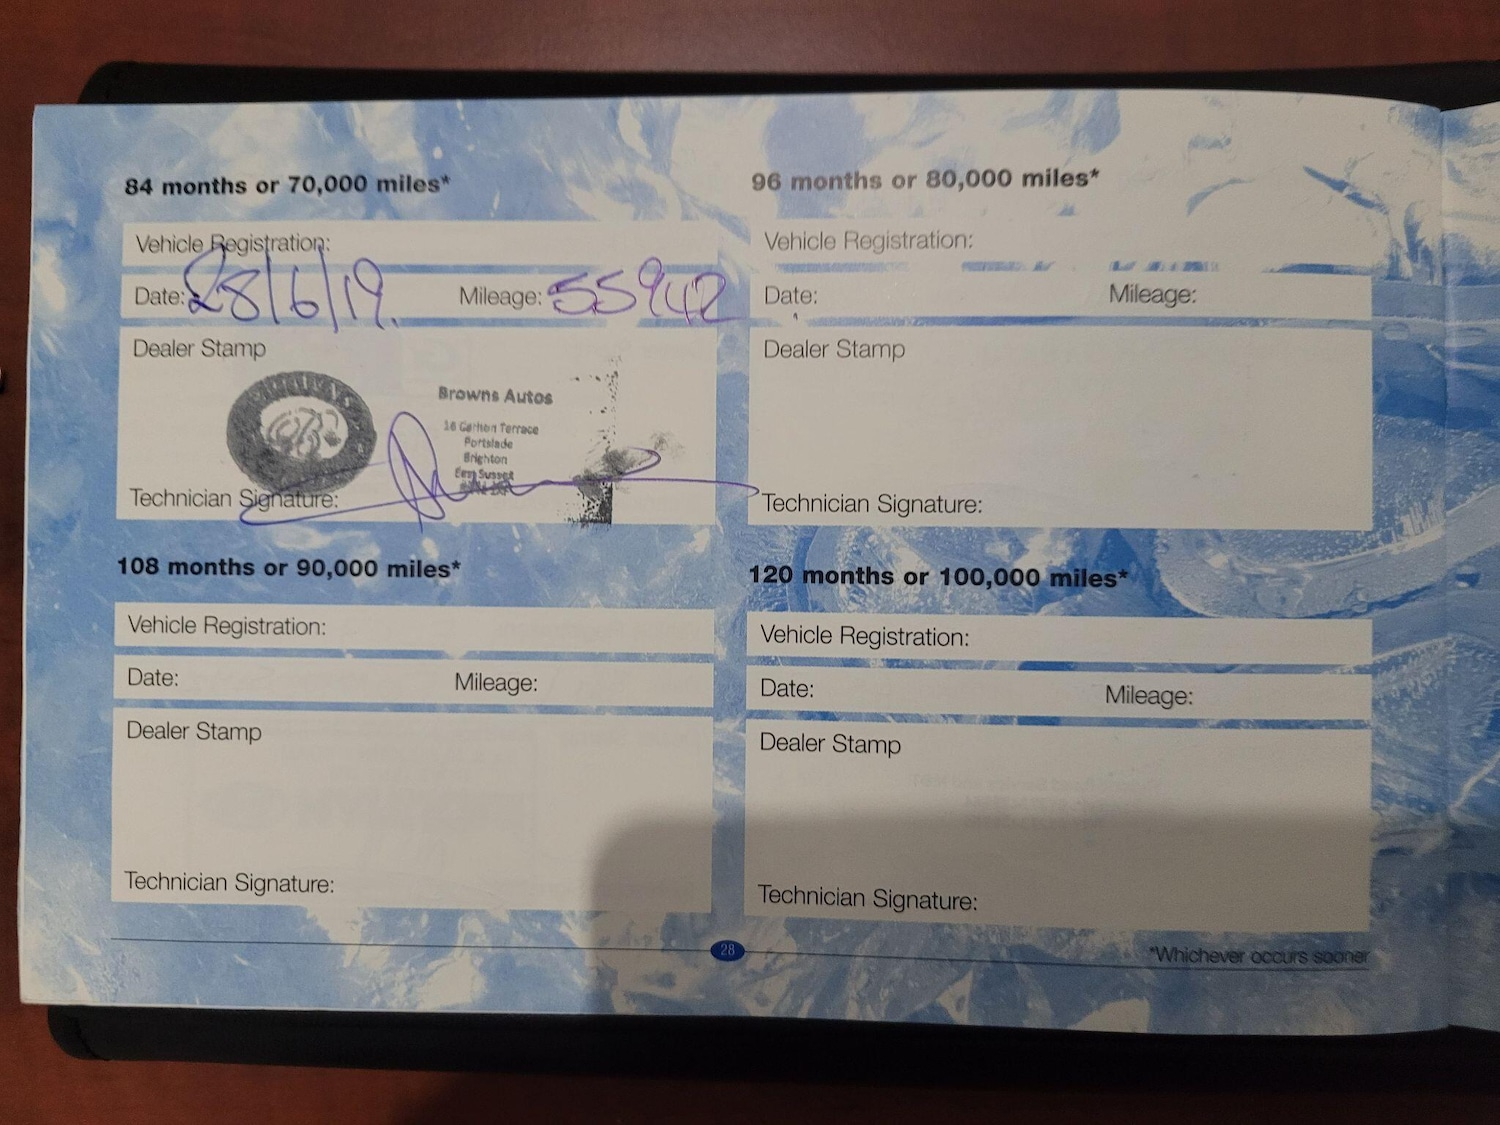 84 months or 70,000 miles*
Vehicle Registration:
Date: 28/6/19. Mileage: 55942
Dealer Stamp
Browns Autos
Terrace
Portslade
Brighton
East Sussex
Technician Signature:
96 months or 80,000 miles*
Vehicle Registration:
Date: Mileage:
Dealer Stamp
Technician Signature:
108 months or 90,000 miles*
Vehicle Registration:
Date: Mileage:
Dealer Stamp
Technician Signature:
120 months or 100,000 miles*
Vehicle Registration:
Date: Mileage:
Dealer Stamp
Technician Signature:
28
*Whichever occurs sooner